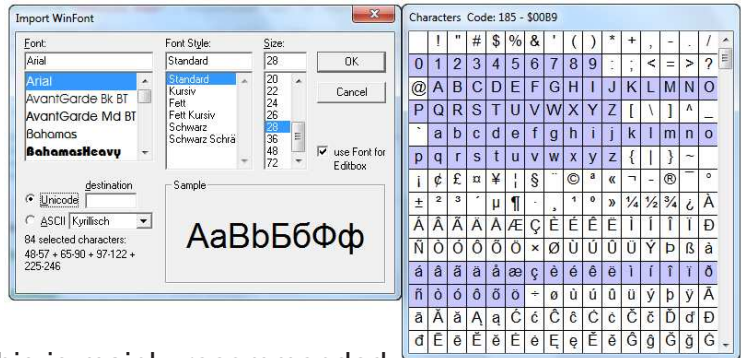 Import WinFont
Font:
Arial
Arial
AvantGarde Bk BT
AvantGarde Md BT
Bahamas
BahamasHeavy
Font Style:
Standard
Standard
Kursiv
Fett
Fett Kursiv
Schwarz
Schwarz Schrä
Size:
28
20
22
24
26
28
36
48
72
OK
Cancel
use Font for
Editbox
destination
Unicode
ASCII Kyrillisch
84 selected characters:
48-57 + 65-90 + 97-122 +
225-246
Sample
AaBbБбФф
Characters Code: 185 - $00B9
! " # $ % & ' ( ) * + , - . /
0 1 2 3 4 5 6 7 8 9 : ; < = > ?
@ A B C D E F G H I J K L M N O
P Q R S T U V W X Y Z [ \ ] ^ _
` a b c d e f g h i j k l m n o
p q r s t u v w x y z { | } ~
¡ ¢ £ ¤ ¥ ¦ § ¨ © ª « ¬ - ® ¯ °
± ² ³ ´ µ ¶ · ¸ ¹ º » ¼ ½ ¾ ¿ À
Á Â Ã Ä Å Æ Ç È É Ê Ë Ì Í Î Ï Ð
Ñ Ò Ó Ô Õ Ö × Ø Ù Ú Û Ü Ý Þ ß à
á â ã ä å æ ç è é ê ë ì í î ï ð
ñ ò ó ô õ ö ÷ ø ù ú û ü ý þ ÿ Ā
ā Ă ă Ą ą Ć ć Ĉ ĉ Ċ ċ Č č Ď ď Đ
đ Ē ē Ĕ ĕ Ė ė Ę ę Ě ě Ĝ ĝ Ğ ğ Ġ